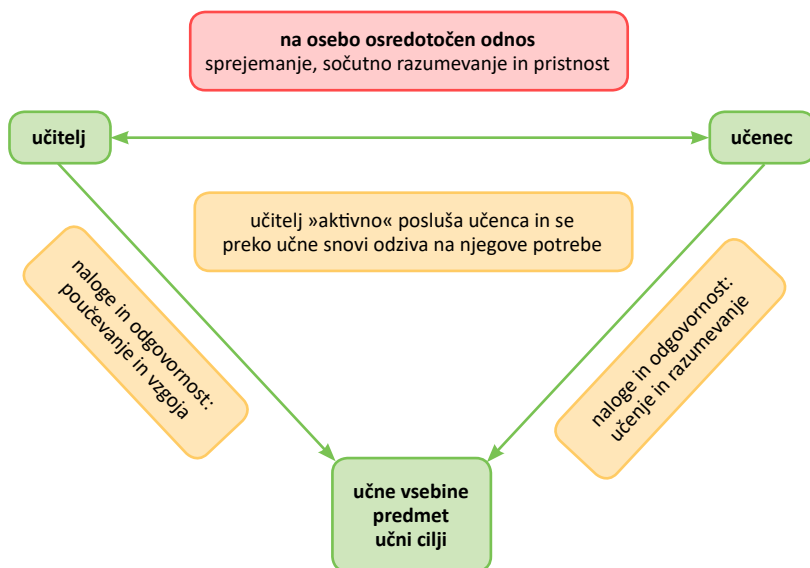 na osebo osredotočen odnos
sprejemanje, sočutno razumevanje in pristnost
učitelj
učenec
učitelj »aktivno« posluša učenca in se
preko učne snovi odziva na njegove potrebe
naloge in odgovornost:
poučevanje in vzgoja
naloge in odgovornost:
učenje in razumevanje
učne vsebine
predmet
učni cilji